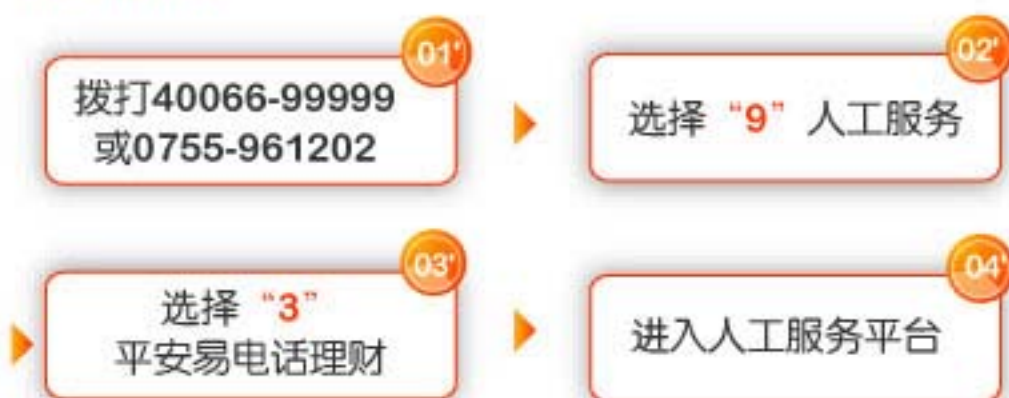 01'
拨打40066-99999
或0755-961202
02'
选择 “9” 人工服务
03'
选择 “3”
平安易电话理财
04'
进入人工服务平台